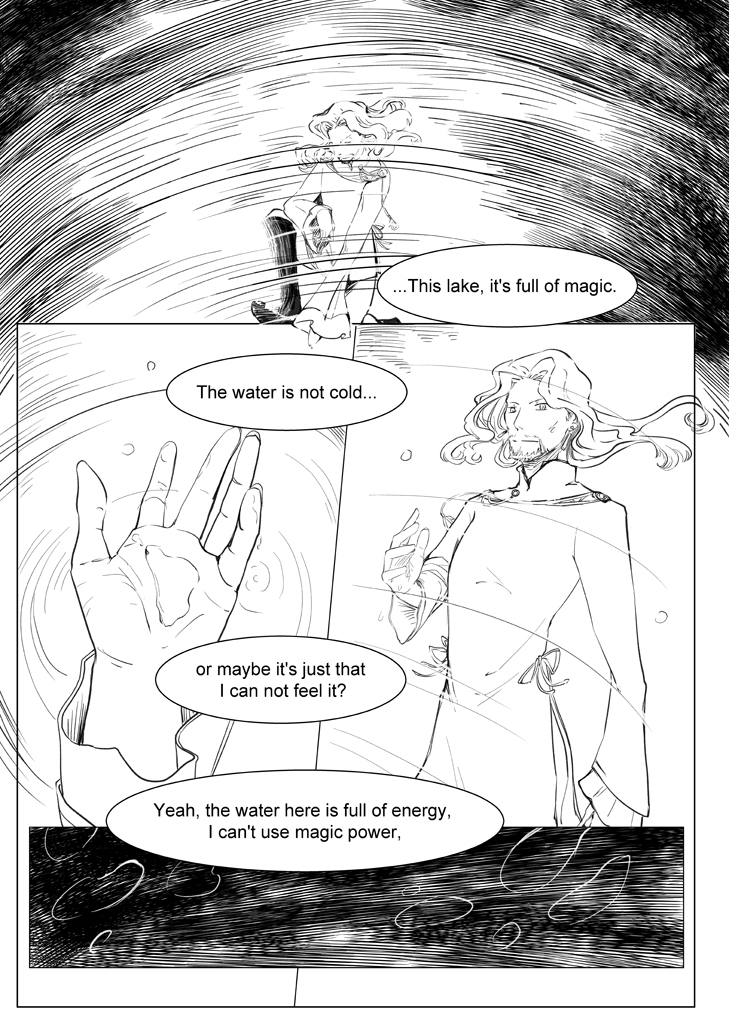 ...This lake, it's full of magic.
The water is not cold...
or maybe it's just that
I can not feel it?
Yeah, the water here is full of energy,
I can't use magic power,